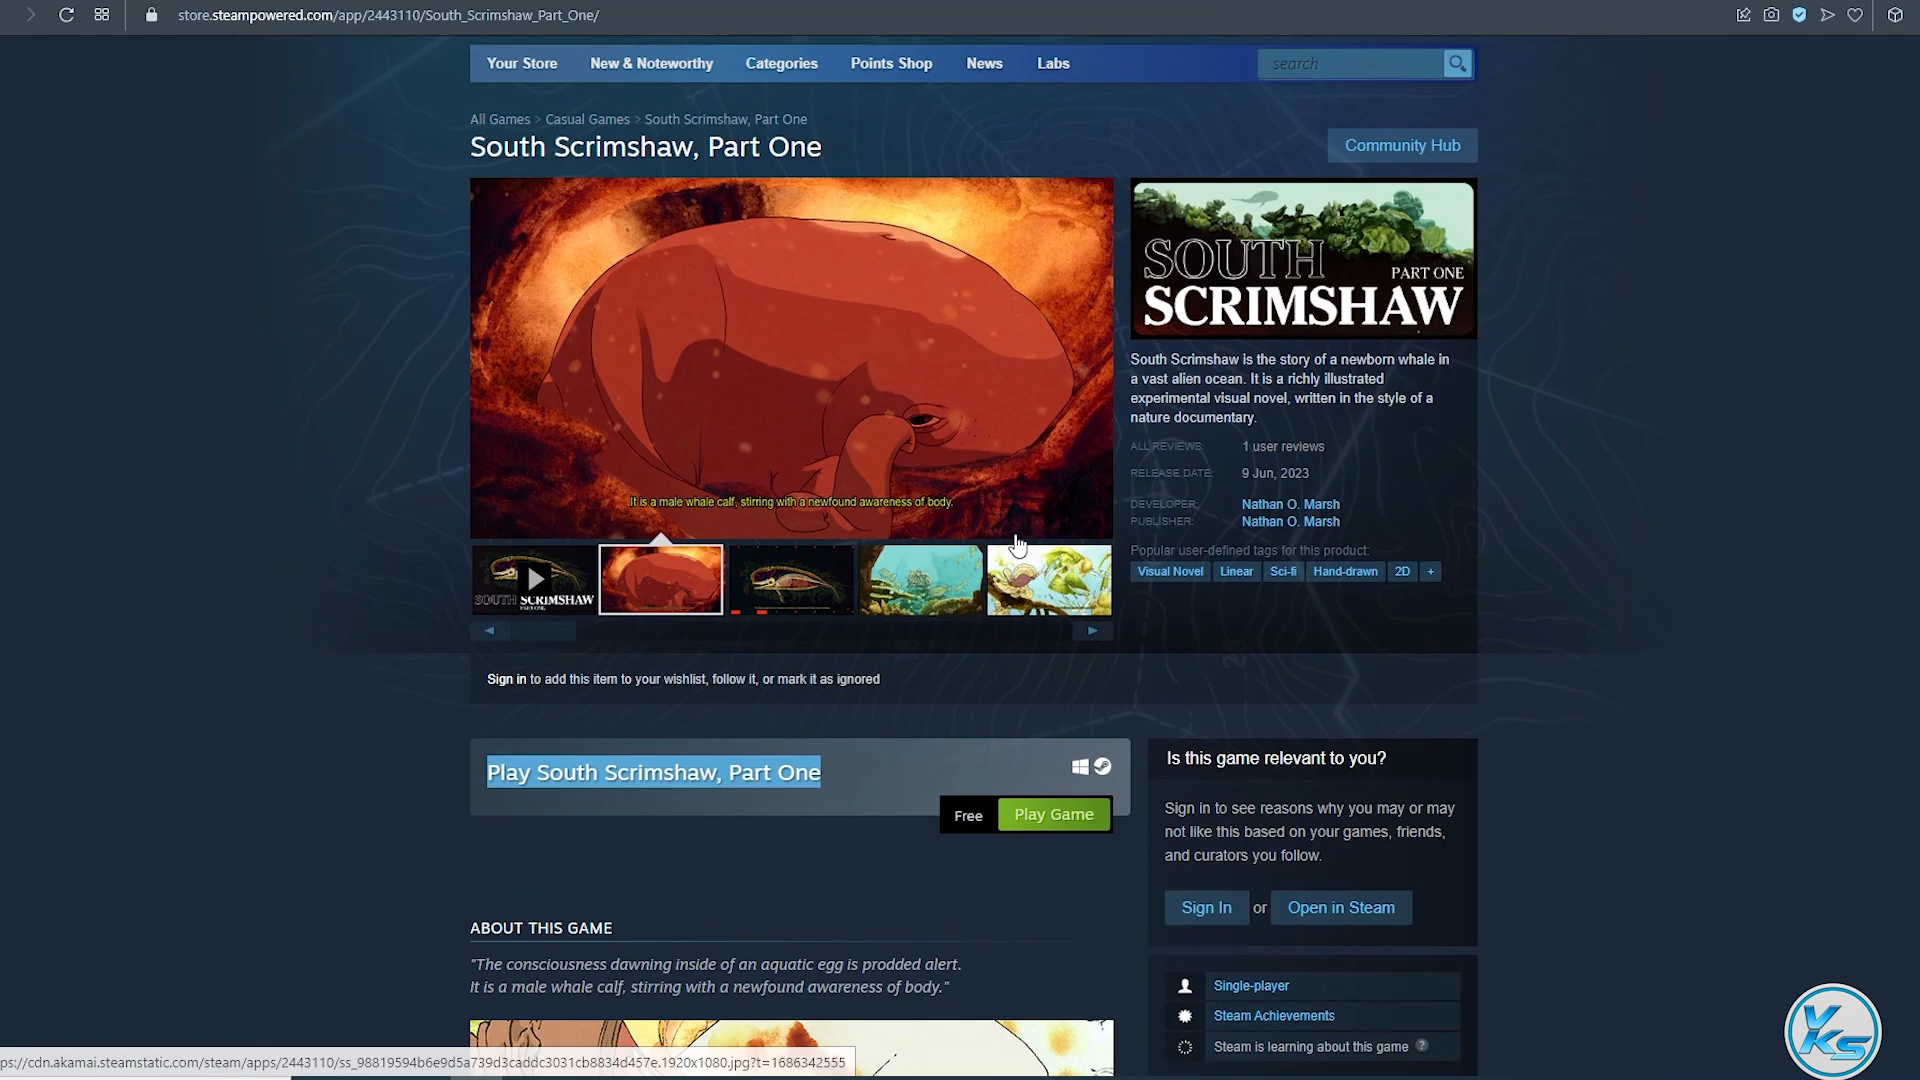 store.steampowered.com/app/2443110/South_Scrimshaw_Part_One/
Your Store New & Noteworthy Categories Points Shop News Labs search
All Games > Casual Games > South Scrimshaw, Part One
South Scrimshaw, Part One
Community Hub
It is a male whale calf, stirring with a newfound awareness of body.
SOUTH SCRIMSHAW
PART ONE
SOUTH
PART ONE
SCRIMSHAW
South Scrimshaw is the story of a newborn whale in
a vast alien ocean. It is a richly illustrated
experimental visual novel, written in the style of a
nature documentary.
ALL REVIEWS: 1 user reviews
RELEASE DATE: 9 Jun, 2023
DEVELOPER: Nathan O. Marsh
PUBLISHER: Nathan O. Marsh
Popular user-defined tags for this product:
Visual Novel Linear Sci-fi Hand-drawn 2D +
Sign in to add this item to your wishlist, follow it, or mark it as ignored
Play South Scrimshaw, Part One
Free Play Game
Is this game relevant to you?
Sign in to see reasons why you may or may
not like this based on your games, friends,
and curators you follow.
Sign In or Open in Steam
ABOUT THIS GAME
"The consciousness dawning inside of an aquatic egg is prodded alert.
It is a male whale calf, stirring with a newfound awareness of body."
Single-player
Steam Achievements
Steam is learning about this game ?
ps://cdn.akamai.steamstatic.com/steam/apps/2443110/ss_98819594b6e9d5a739d3caddc3031cb8834d457e.1920x1080.jpg?t=1686342555
VKS